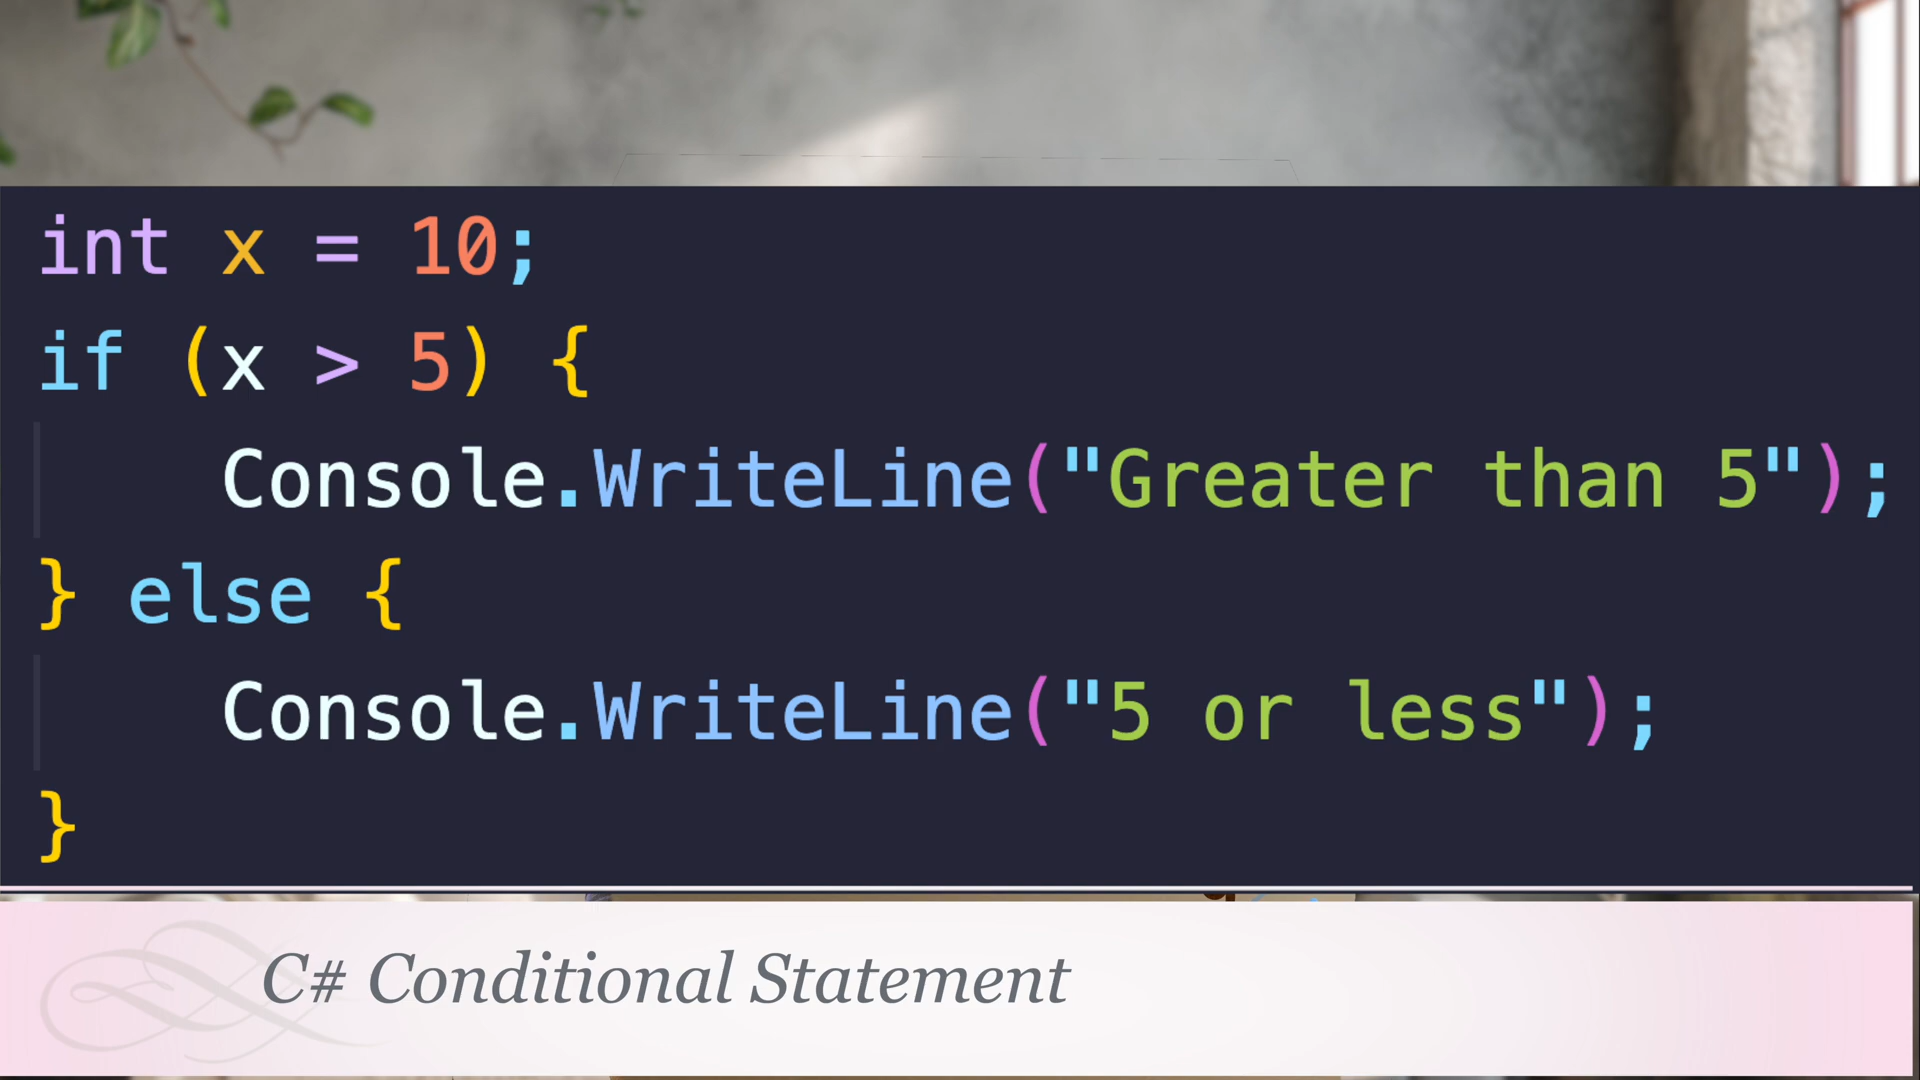 int x = 10;
if (x > 5) {
    Console.WriteLine("Greater than 5");
} else {
    Console.WriteLine("5 or less");
}
C# Conditional Statement